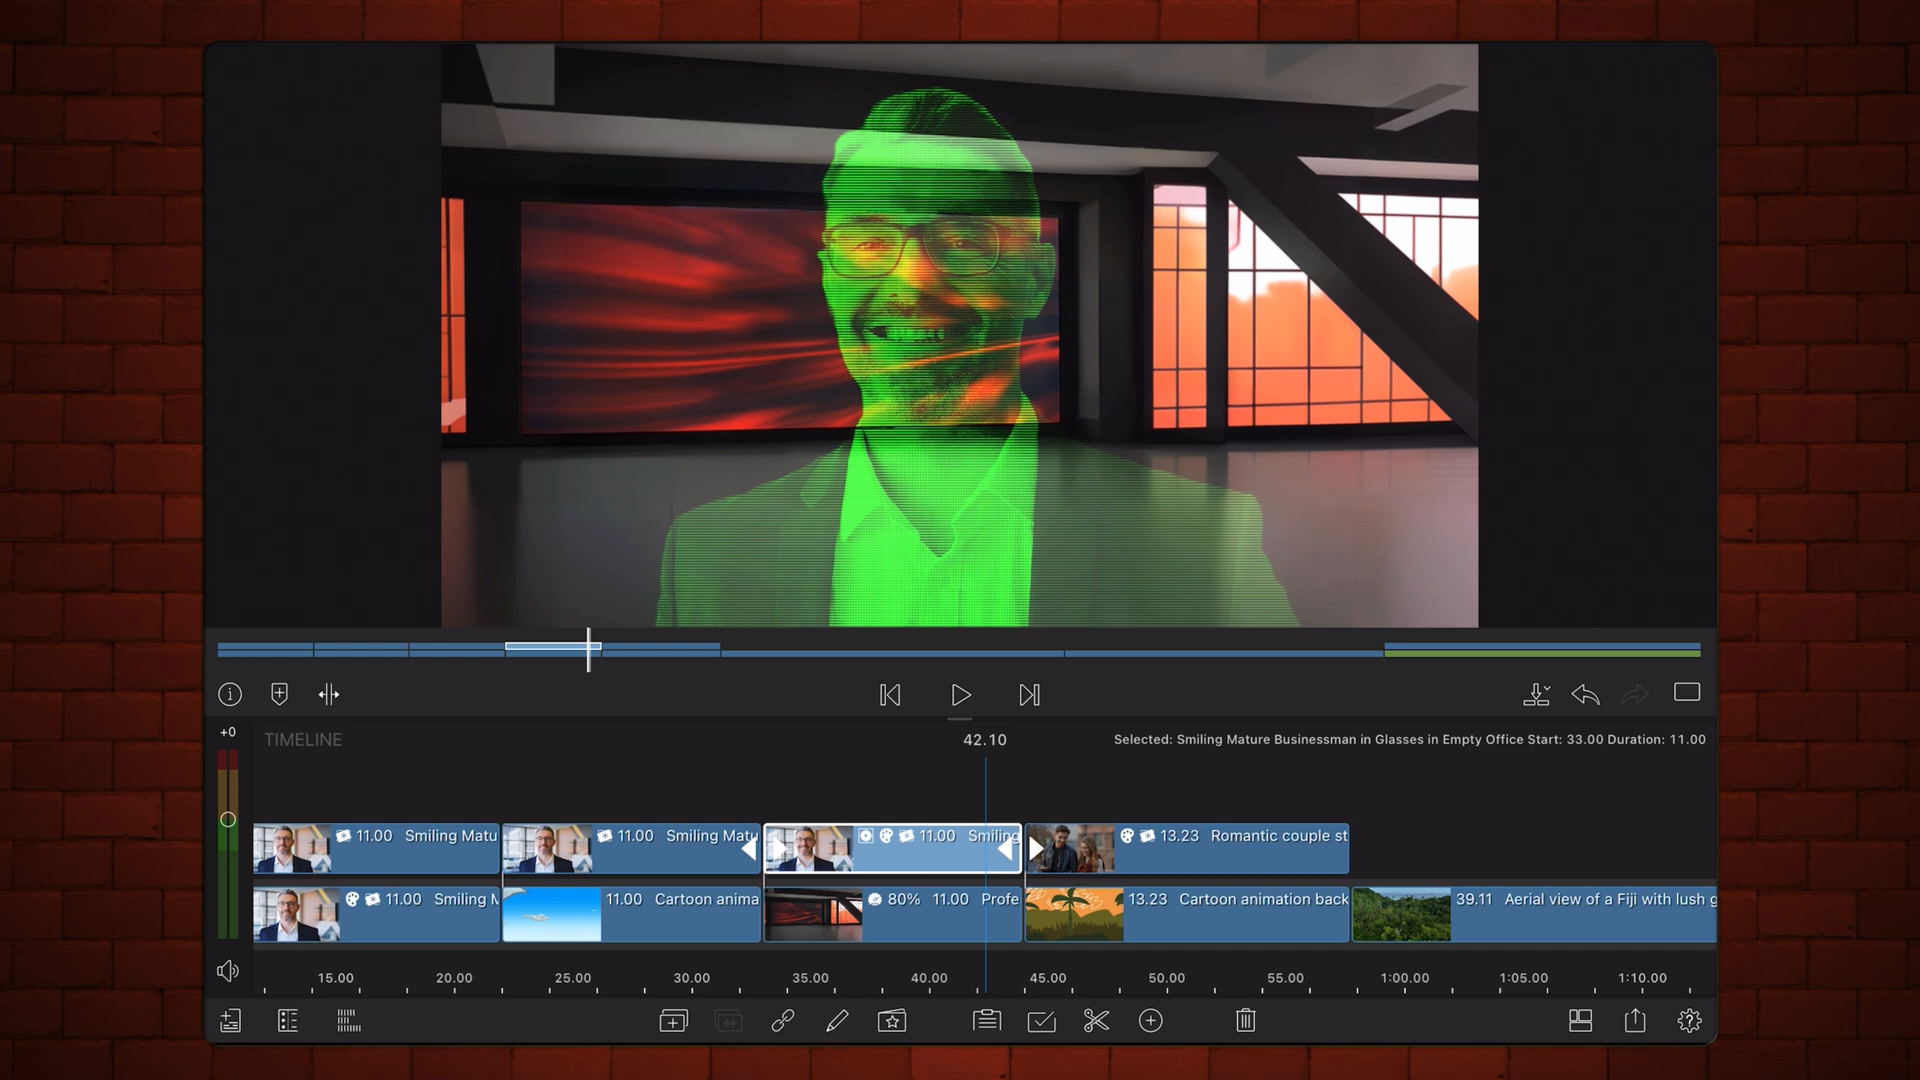 +0
TIMELINE
42.10
Selected: Smiling Mature Businessman in Glasses in Empty Office Start: 33.00 Duration: 11.00
11.00 Smiling Matu
11.00 Smiling Matu
11.00 Smiling
13.23 Romantic couple st
11.00 Smiling M
11.00 Cartoon anima
80% 11.00 Profe
13.23 Cartoon animation back
39.11 Aerial view of a Fiji with lush g
15.00 20.00 25.00 30.00 35.00 40.00 45.00 50.00 55.00 1:00.00 1:05.00 1:10.00